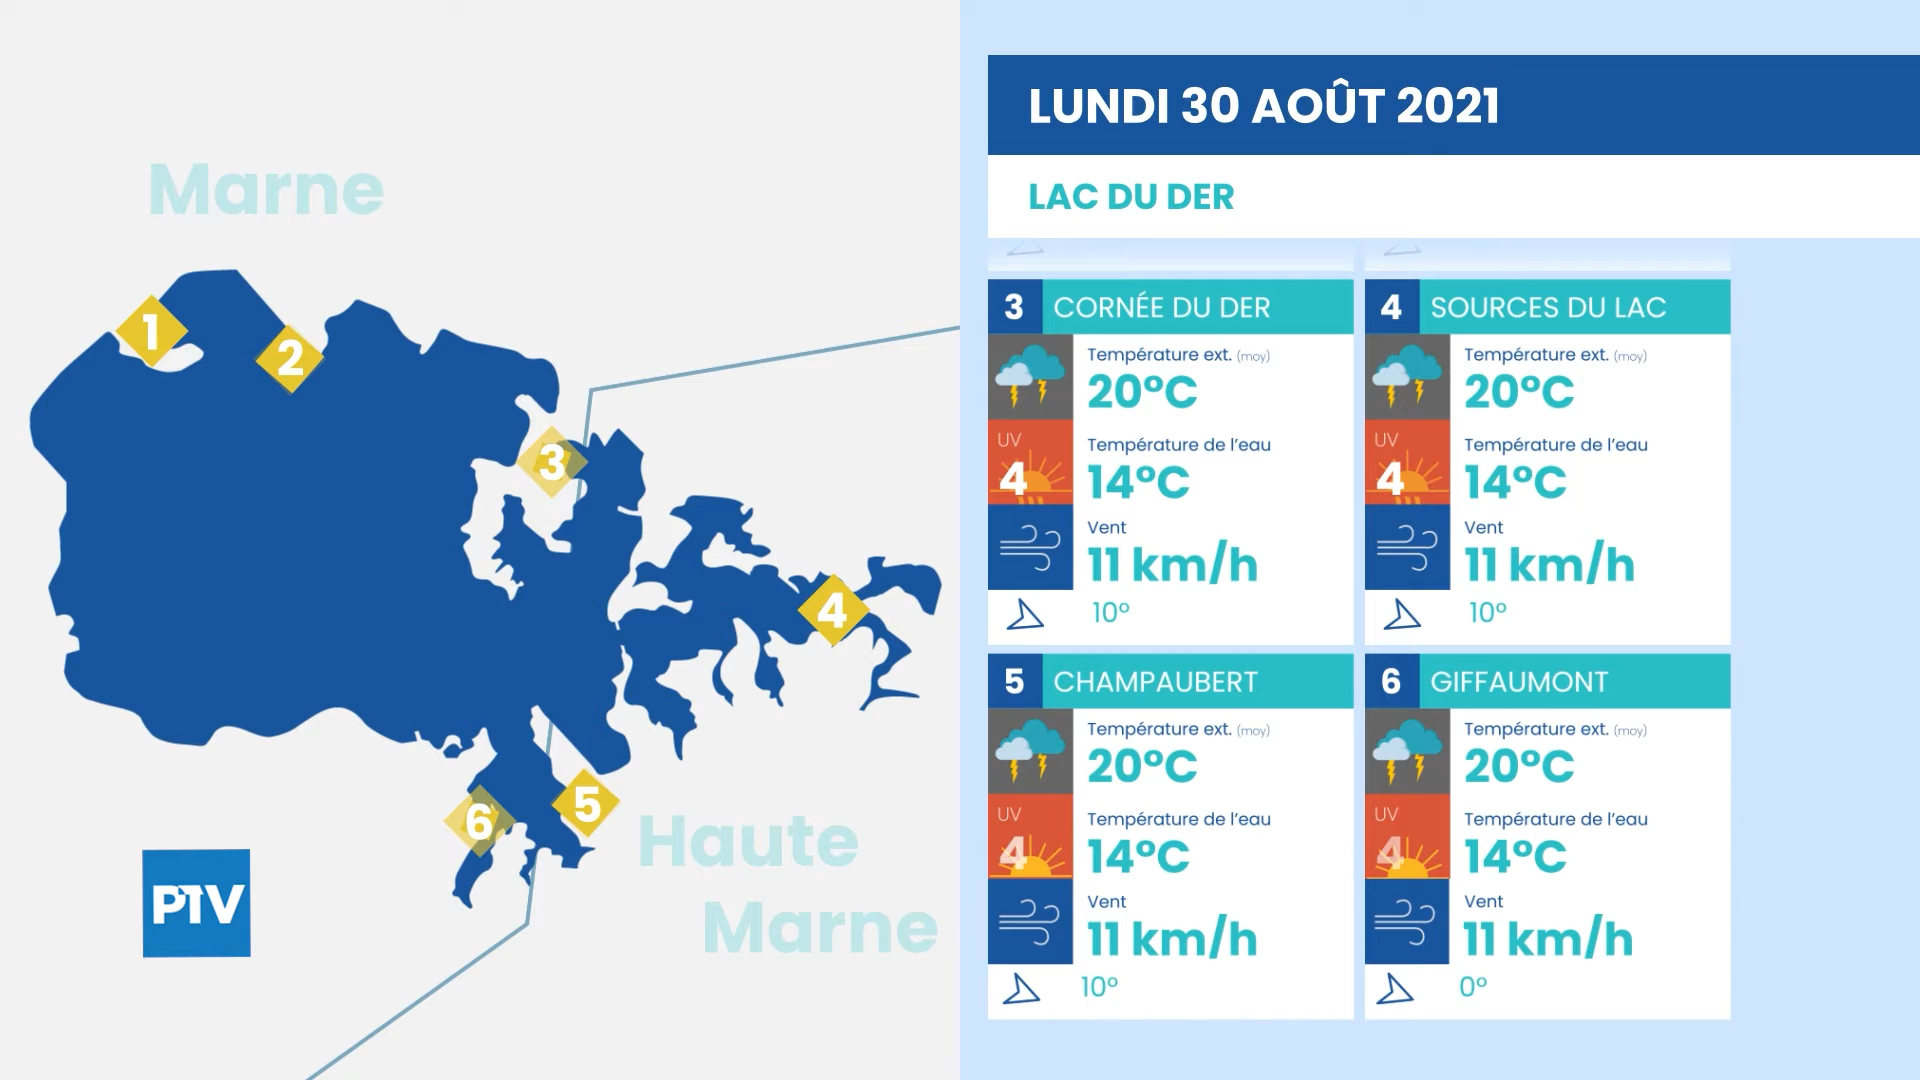 Marne
1
2
3
4
5
6
Haute
Marne
PTV
LUNDI 30 AOÛT 2021
LAC DU DER
3 CORNÉE DU DER
Température ext. (moy)
20°C
UV
4
Température de l'eau
14°C
Vent
11 km/h
10°
4 SOURCES DU LAC
Température ext. (moy)
20°C
UV
4
Température de l'eau
14°C
Vent
11 km/h
10°
5 CHAMPAUBERT
Température ext. (moy)
20°C
UV
4
Température de l'eau
14°C
Vent
11 km/h
10°
6 GIFFAUMONT
Température ext. (moy)
20°C
UV
4
Température de l'eau
14°C
Vent
11 km/h
0°